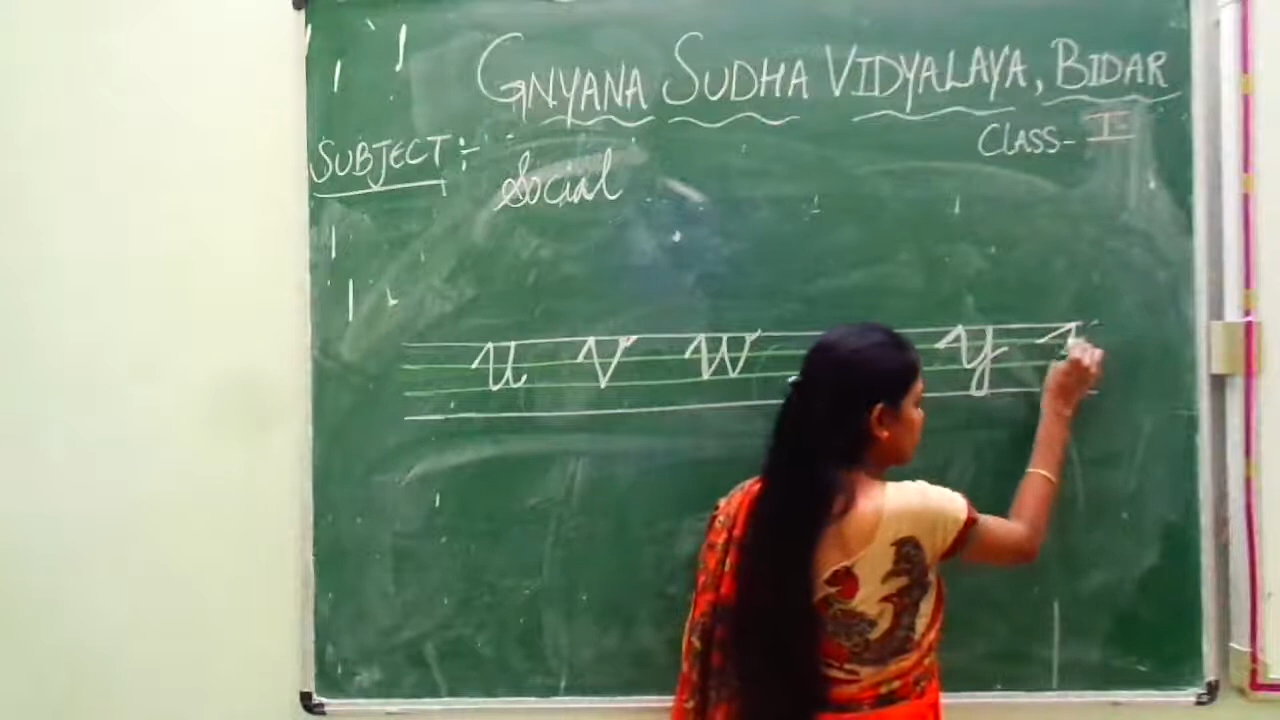 GNYANA SUDHA VIDYALAYA, BIDAR
CLASS- I
SUBJECT :- Social
U V W Y